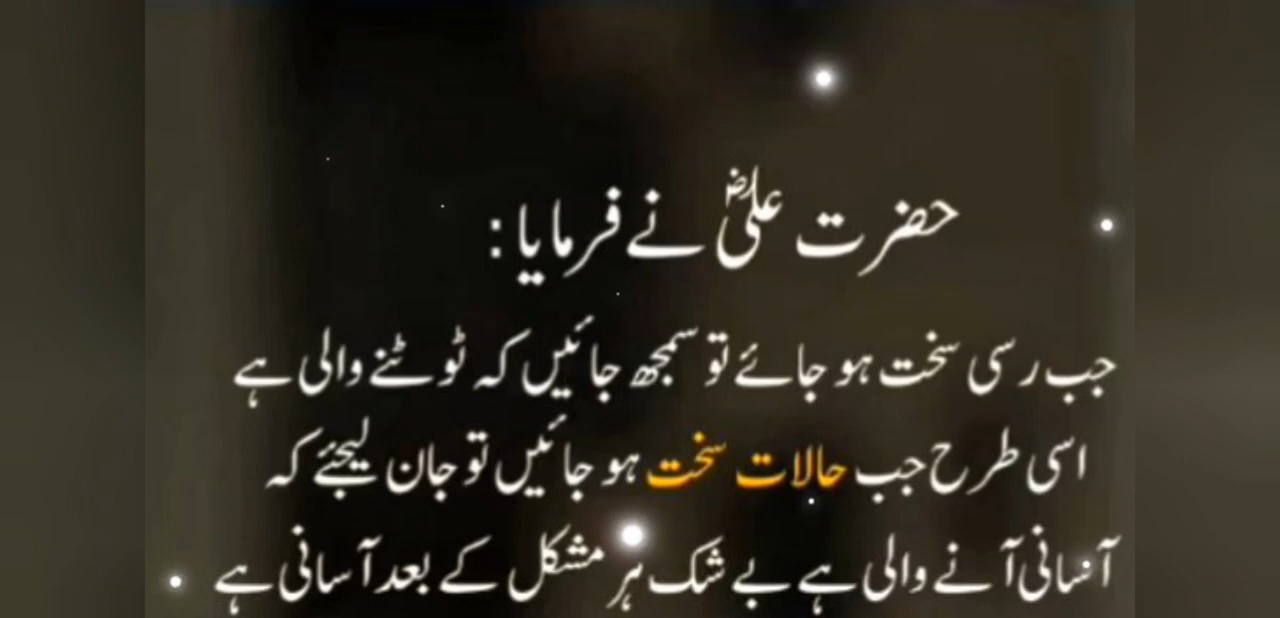 حضرت علیؓ نے فرمایا :
جب رسی سخت ہو جائے تو سمجھ جائیں کہ ٹوٹنے والی ہے
اسی طرح جب حالات سخت ہو جائیں تو جان لیجئے کہ
آسانی آنے والی ہے بے شک ہر مشکل کے بعد آسانی ہے